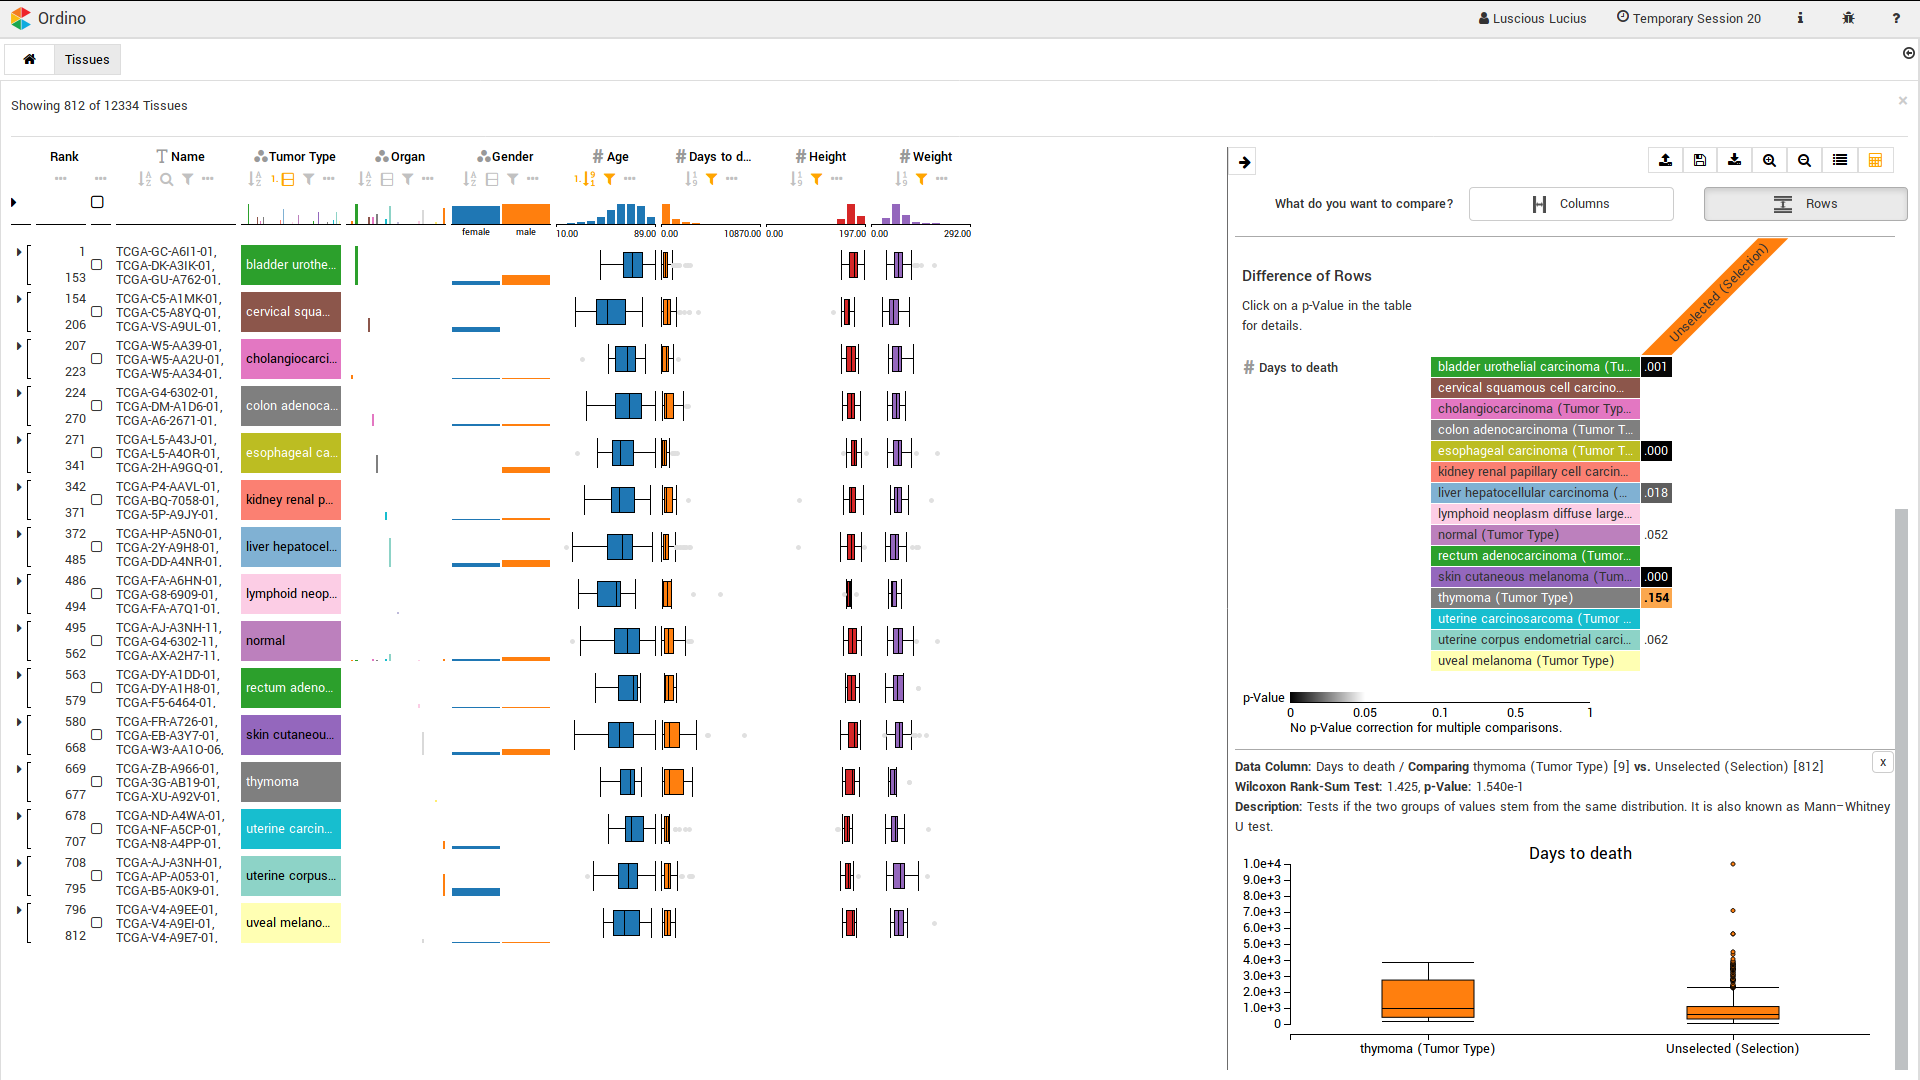 Ordino
Luscious Lucius
Temporary Session 20
Tissues
Showing 812 of 12334 Tissues
Rank
Name
Tumor Type
Organ
Gender
Age
Days to d...
Height
Weight
female male 10.00 89.00 0.00 10870.00 0.00 197.00 0.00 292.00
1
153
TCGA-GC-A6I1-01,
TCGA-DK-A3IK-01,
TCGA-GU-A762-01,
bladder urothe...
154
206
TCGA-C5-A1MK-01,
TCGA-C5-A8YQ-01,
TCGA-VS-A9UL-01,
cervical squa...
207
223
TCGA-W5-AA39-01,
TCGA-W5-AA2U-01,
TCGA-W5-AA34-01,
cholangiocarci...
224
270
TCGA-G4-6302-01,
TCGA-DM-A1D6-01,
TCGA-A6-2671-01,
colon adenoca...
271
341
TCGA-L5-A43J-01,
TCGA-L5-A4OR-01,
TCGA-2H-A9GQ-01,
esophageal ca...
342
371
TCGA-P4-AAVL-01,
TCGA-BQ-7058-01,
TCGA-5P-A9JY-01,
kidney renal p...
372
485
TCGA-HP-A5N0-01,
TCGA-2Y-A9H8-01,
TCGA-DD-A4NR-01,
liver hepatocel...
486
494
TCGA-FA-A6HN-01,
TCGA-G8-6909-01,
TCGA-FA-A7Q1-01,
lymphoid neop...
495
562
TCGA-AJ-A3NH-11,
TCGA-G4-6302-11,
TCGA-AX-A2H7-11,
normal
563
579
TCGA-DY-A1DD-01,
TCGA-DY-A1H8-01,
TCGA-F5-6464-01,
rectum adeno...
580
668
TCGA-FR-A726-01,
TCGA-EB-A3Y7-01,
TCGA-W3-AA1O-06,
skin cutaneou...
669
677
TCGA-ZB-A966-01,
TCGA-3G-AB19-01,
TCGA-XU-A92V-01,
thymoma
678
707
TCGA-ND-A4WA-01,
TCGA-NF-A5CP-01,
TCGA-N8-A4PP-01,
uterine carcin...
708
795
TCGA-AJ-A3NH-01,
TCGA-AP-A053-01,
TCGA-B5-A0K9-01,
uterine corpus...
796
812
TCGA-V4-A9EE-01,
TCGA-V4-A9EI-01,
TCGA-V4-A9E7-01,
uveal melano...
What do you want to compare?
Columns
Rows
Difference of Rows
Click on a p-Value in the table
for details.
Unselected (Selection)
Days to death
bladder urothelial carcinoma (Tu... .001
cervical squamous cell carcino...
cholangiocarcinoma (Tumor Typ...
colon adenocarcinoma (Tumor T...
esophageal carcinoma (Tumor T... .000
kidney renal papillary cell carcin...
liver hepatocellular carcinoma (... .018
lymphoid neoplasm diffuse large...
normal (Tumor Type) .052
rectum adenocarcinoma (Tumor...
skin cutaneous melanoma (Tum... .000
thymoma (Tumor Type) .154
uterine carcinosarcoma (Tumor ...
uterine corpus endometrial carci... .062
uveal melanoma (Tumor Type)
p-Value
0 0.05 0.1 0.5 1
No p-Value correction for multiple comparisons.
Data Column: Days to death / Comparing thymoma (Tumor Type) [9] vs. Unselected (Selection) [812]
x
Wilcoxon Rank-Sum Test: 1.425, p-Value: 1.540e-1
Description: Tests if the two groups of values stem from the same distribution. It is also known as Mann–Whitney
U test.
Days to death
1.0e+4
9.0e+3
8.0e+3
7.0e+3
6.0e+3
5.0e+3
4.0e+3
3.0e+3
2.0e+3
1.0e+3
0
thymoma (Tumor Type)
Unselected (Selection)